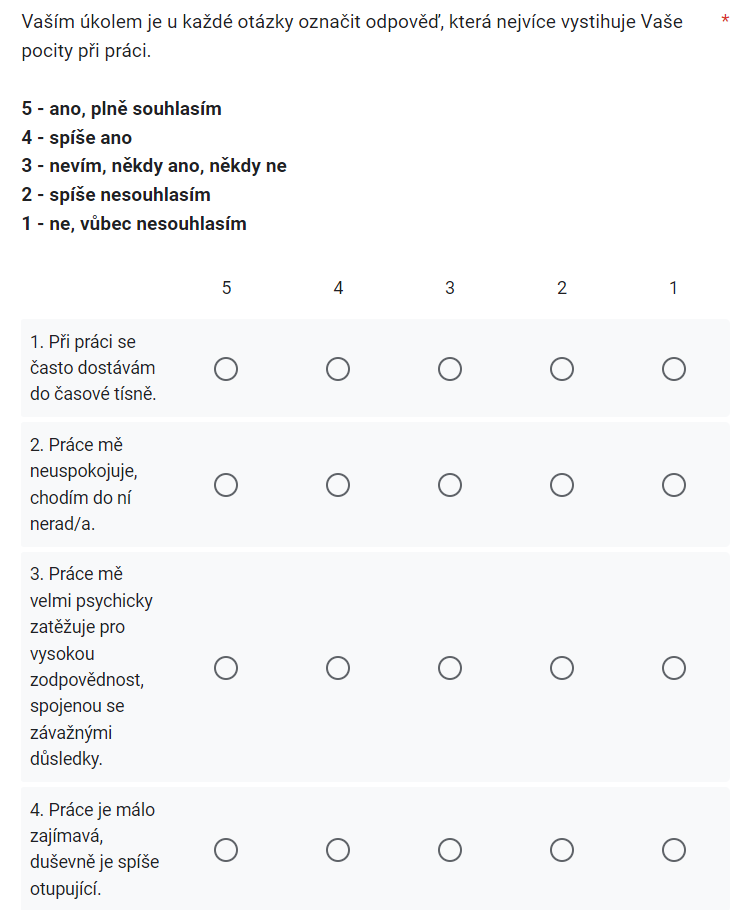 Vaším úkolem je u každé otázky označit odpověď, která nejvíce vystihuje Vaše *
pocity při práci.
5 - ano, plně souhlasím
4 - spíše ano
3 - nevím, někdy ano, někdy ne
2 - spíše nesouhlasím
1 - ne, vůbec nesouhlasím
5 4 3 2 1
1. Při práci se
často dostávám
do časové tísně.
2. Práce mě
neuspokojuje,
chodím do ní
nerad/a.
3. Práce mě
velmi psychicky
zatěžuje pro
vysokou
zodpovědnost,
spojenou se
závažnými
důsledky.
4. Práce je málo
zajímavá,
duševně je spíše
otupující.